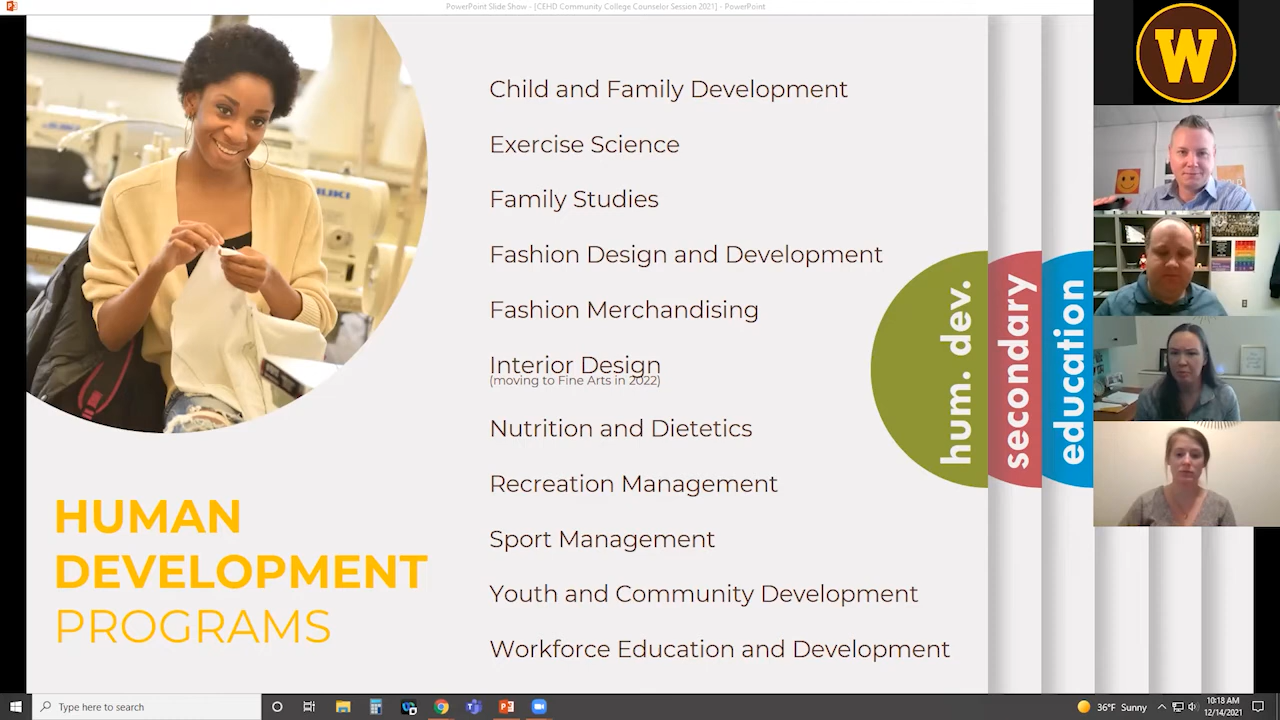 PowerPoint Slide Show - [CEHD Community College Counselor Session 2021] - PowerPoint
W
Child and Family Development
Exercise Science
Family Studies
Fashion Design and Development
Fashion Merchandising
Interior Design
(moving to Fine Arts in 2022)
Nutrition and Dietetics
Recreation Management
Sport Management
Youth and Community Development
Workforce Education and Development
HUMAN
DEVELOPMENT
PROGRAMS
hum. dev.
secondary
education
Type here to search
36°F Sunny
10:18 AM
12/14/2021